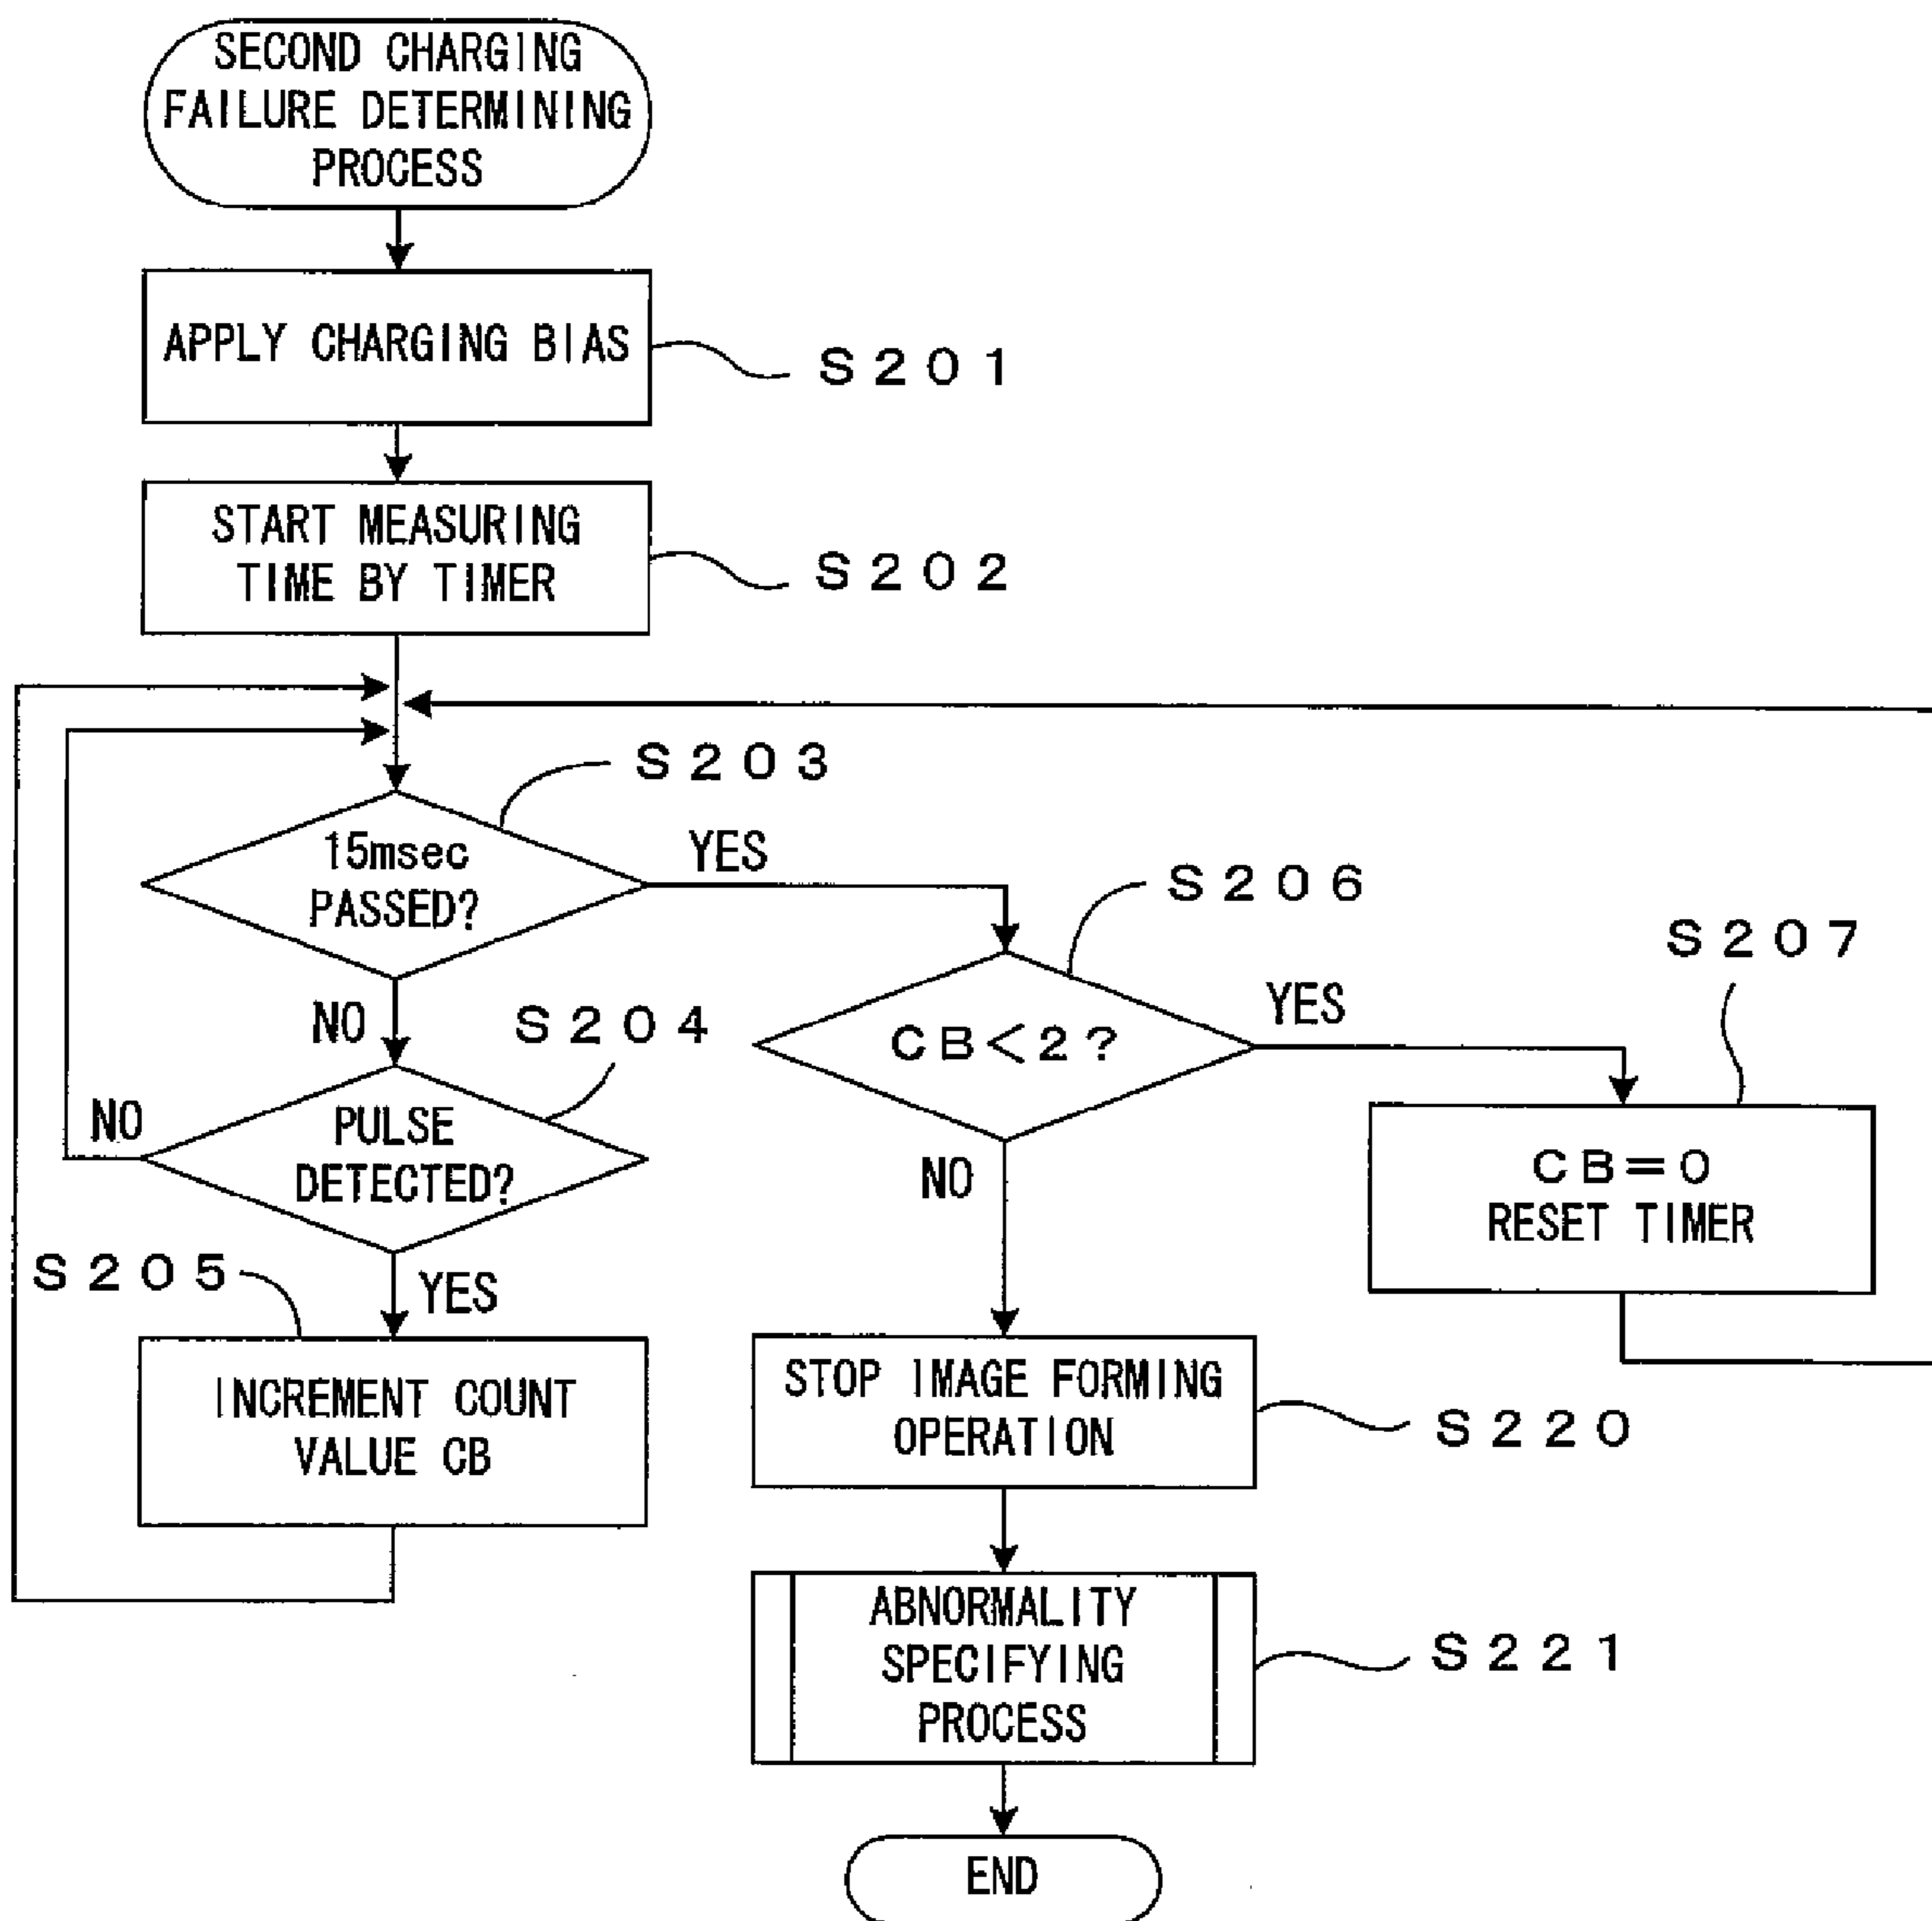 SECOND CHARGING
FAILURE DETERMINING
PROCESS
APPLY CHARGING BIAS
S201
START MEASURING
TIME BY TIMER
S202
S203
15msec
PASSED?
YES
NO
S204
PULSE
DETECTED?
NO
YES
S205
INCREMENT COUNT
VALUE CB
S206
CB<2?
YES
NO
S207
CB=0
RESET TIMER
STOP IMAGE FORMING
OPERATION
S220
ABNORMALITY
SPECIFYING
PROCESS
S221
END